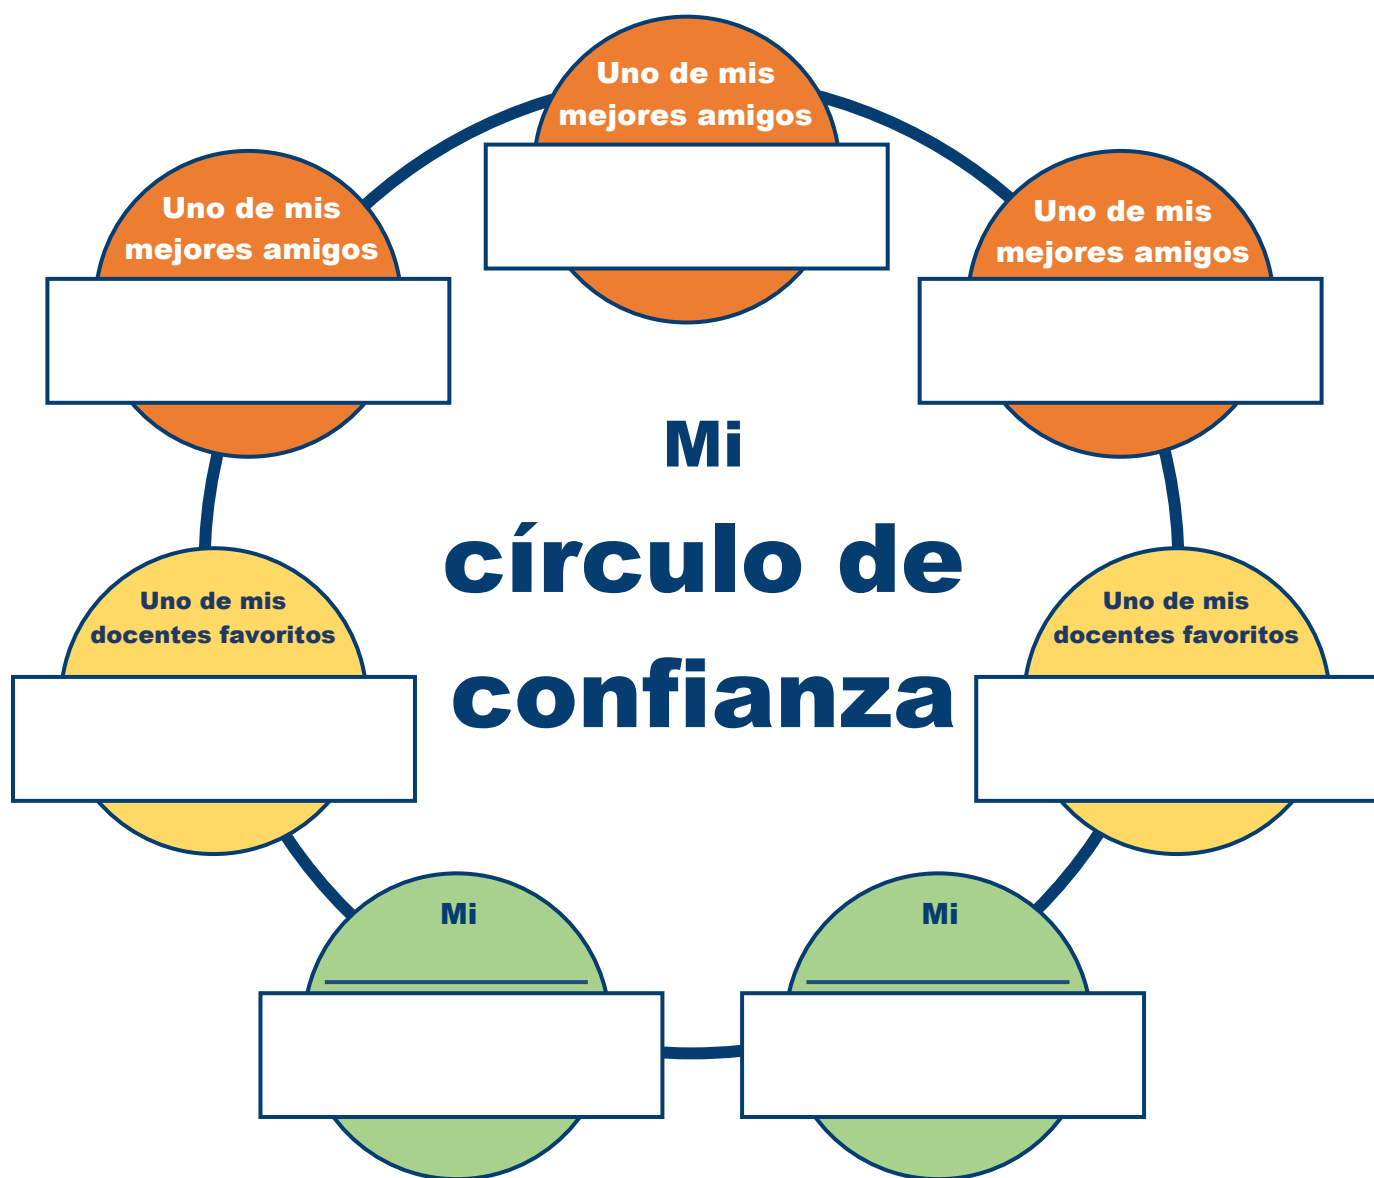 Uno de mis
mejores amigos
Uno de mis
mejores amigos
Uno de mis
mejores amigos
Mi
círculo de
confianza
Uno de mis
docentes favoritos
Uno de mis
docentes favoritos
Mi
Mi